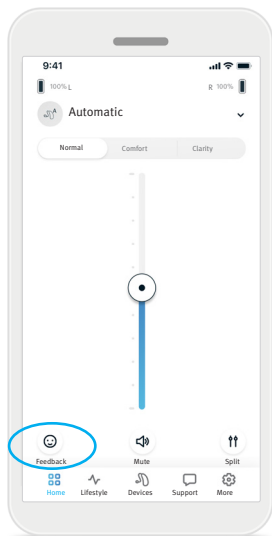 9:41
100% L
R 100%
Automatic
Normal Comfort Clarity
Feedback Mute Split
Home Lifestyle Devices Support More